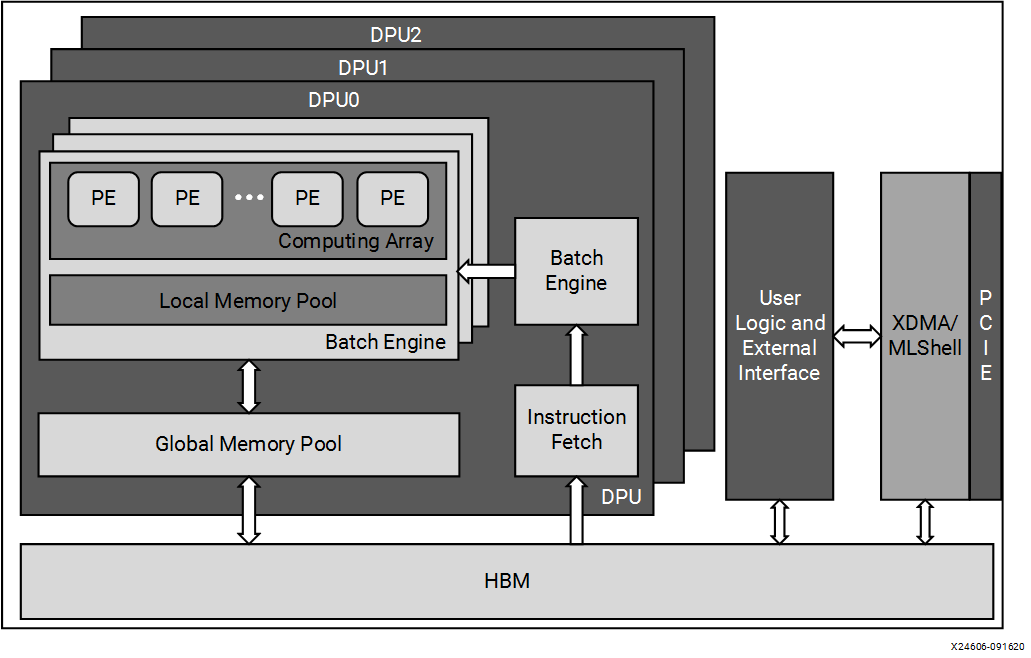 DPU2
DPU1
DPU0
PE PE PE PE
Computing Array
Local Memory Pool
Batch Engine
Batch
Engine
Global Memory Pool
Instruction
Fetch
DPU
User
Logic and
External
Interface
XDMA/
MLShell
P
C
I
E
HBM
X24606-091620